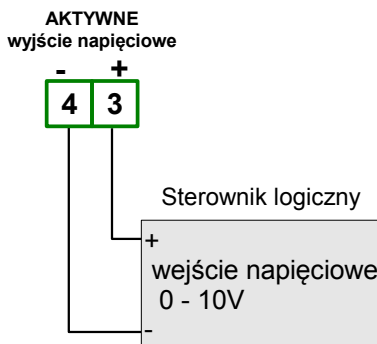 AKTYWNE
wyjście napięciowe
- +
4 3
Sterownik logiczny
+
wejście napięciowe
0 - 10V
-